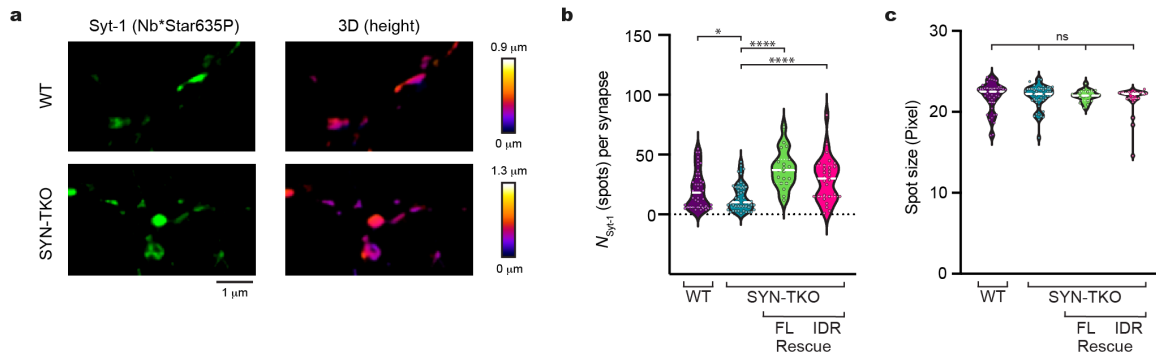 a
Syt-1 (Nb*Star635P)
3D (height)
WT
0.9 μm
0 μm
SYN-TKO
1.3 μm
0 μm
1 μm
b
N Syt-1 (spots) per synapse
150
100
50
0
*
****
****
WT
SYN-TKO
FL IDR
Rescue
c
Spot size (Pixel)
30
20
10
0
ns
WT
SYN-TKO
FL IDR
Rescue